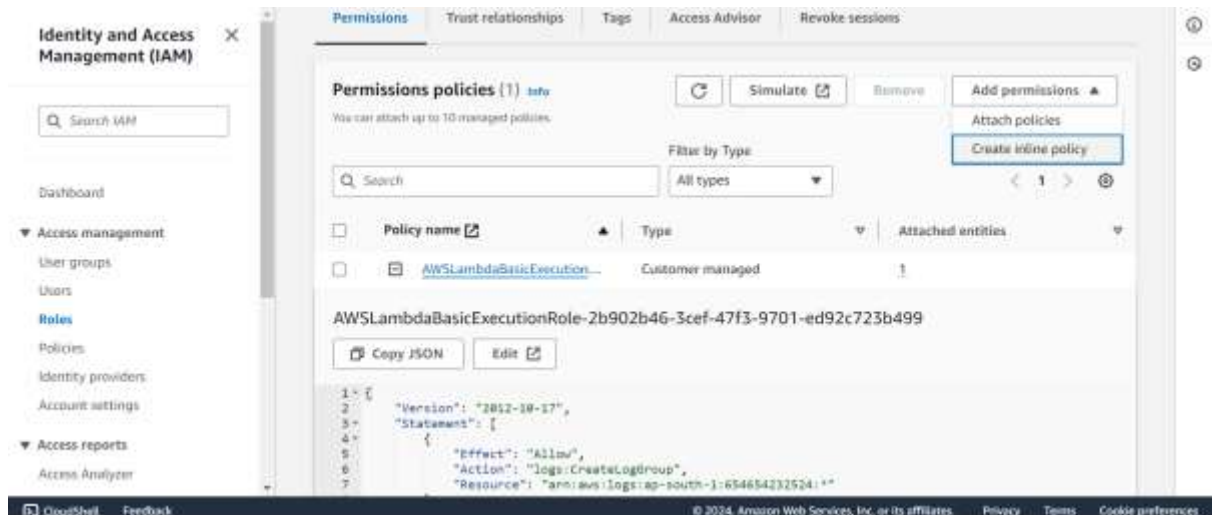 Identity and Access
Management (IAM)
Search IAM
Dashboard
Access management
User groups
Users
Roles
Policies
Identity providers
Account settings
Access reports
Access Analyzer
Permissions Trust relationships Tags Access Advisor Revoke sessions
Permissions policies (1) Info
You can attach up to 10 managed policies.
Simulate Remove Add permissions
Attach policies
Create inline policy
Filter by Type
Search All types 1
Policy name Type Attached entities
AWSLambdaBasicExecution... Customer managed 1
AWSLambdaBasicExecutionRole-2b902b46-3cef-47f3-9701-ed92c723b499
Copy JSON Edit
1 {
2 "Version": "2012-10-17",
3 "Statement": [
4 {
5 "Effect": "Allow",
6 "Action": "logs:CreateLogGroup",
7 "Resource": "arn:aws:logs:ap-south-1:654654232524:*"
CloudShell Feedback © 2024, Amazon Web Services, Inc. or its affiliates. Privacy Terms Cookie preferences